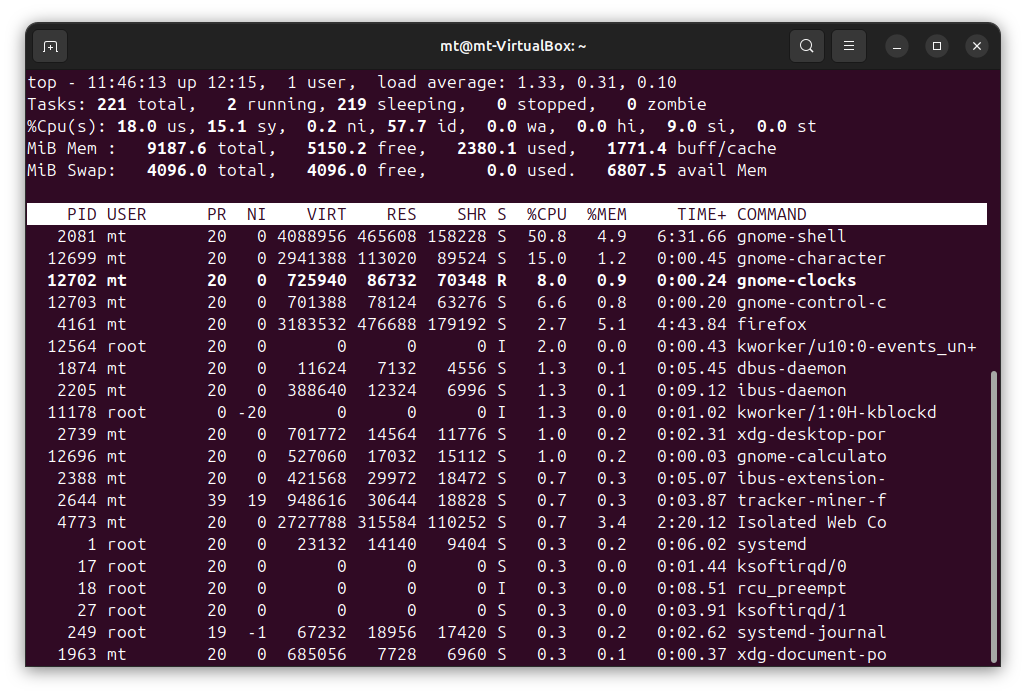 mt@mt-VirtualBox: ~
top - 11:46:13 up 12:15,  1 user,  load average: 1.33, 0.31, 0.10
Tasks: 221 total,   2 running, 219 sleeping,   0 stopped,   0 zombie
%Cpu(s): 18.0 us, 15.1 sy,  0.2 ni, 57.7 id,  0.0 wa,  0.0 hi,  9.0 si,  0.0 st
MiB Mem :   9187.6 total,   5150.2 free,   2380.1 used,   1771.4 buff/cache
MiB Swap:   4096.0 total,   4096.0 free,      0.0 used.   6807.5 avail Mem
    PID USER      PR  NI    VIRT    RES    SHR S  %CPU  %MEM     TIME+ COMMAND
   2081 mt        20   0 4088956 465608 158228 S  50.8   4.9   6:31.66 gnome-shell
  12699 mt        20   0 2941388 113020  89524 S  15.0   1.2   0:00.45 gnome-character
  12702 mt        20   0  725940  86732  70348 R   8.0   0.9   0:00.24 gnome-clocks
  12703 mt        20   0  701388  78124  63276 S   6.6   0.8   0:00.20 gnome-control-c
   4161 mt        20   0 3183532 476688 179192 S   2.7   5.1   4:43.84 firefox
  12564 root      20   0       0      0      0 I   2.0   0.0   0:00.43 kworker/u10:0-events_un+
   1874 mt        20   0   11624   7132   4556 S   1.3   0.1   0:05.45 dbus-daemon
   2205 mt        20   0  388640  12324   6996 S   1.3   0.1   0:09.12 ibus-daemon
  11178 root       0 -20       0      0      0 I   1.3   0.0   0:01.02 kworker/1:0H-kblockd
   2739 mt        20   0  701772  14564  11776 S   1.0   0.2   0:02.31 xdg-desktop-por
  12696 mt        20   0  527060  17032  15112 S   1.0   0.2   0:00.03 gnome-calculato
   2388 mt        20   0  421568  29972  18472 S   0.7   0.3   0:05.07 ibus-extension-
   2644 mt        39  19  948616  30644  18828 S   0.7   0.3   0:03.87 tracker-miner-f
   4773 mt        20   0 2727788 315584 110252 S   0.7   3.4   2:20.12 Isolated Web Co
      1 root      20   0   23132  14140   9404 S   0.3   0.2   0:06.02 systemd
     17 root      20   0       0      0      0 S   0.3   0.0   0:01.44 ksoftirqd/0
     18 root      20   0       0      0      0 I   0.3   0.0   0:08.51 rcu_preempt
     27 root      20   0       0      0      0 S   0.3   0.0   0:03.91 ksoftirqd/1
    249 root      19  -1   67232  18956  17420 S   0.3   0.2   0:02.62 systemd-journal
   1963 mt        20   0  685056   7728   6960 S   0.3   0.1   0:00.37 xdg-document-po